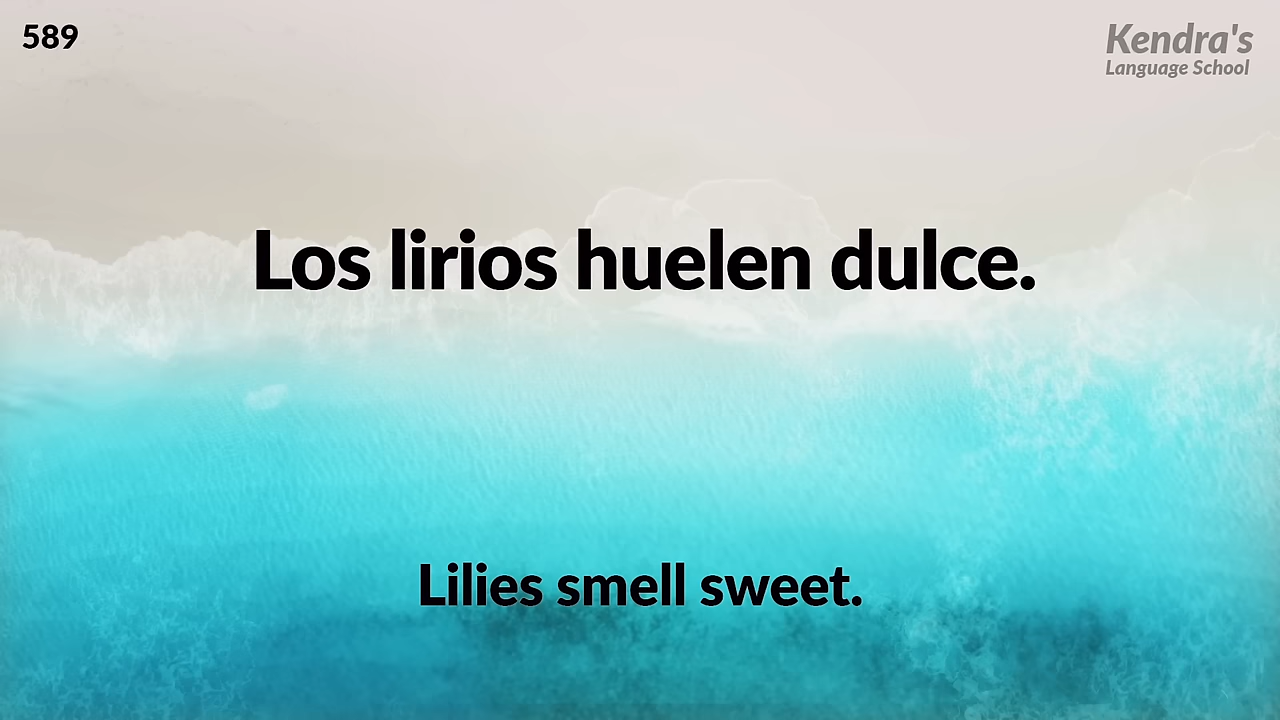 589
Kendra's
Language School
Los lirios huelen dulce.
Lilies smell sweet.